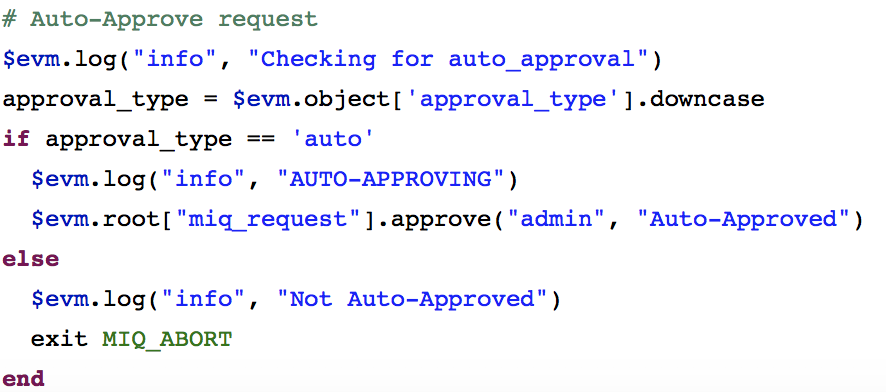 # Auto-Approve request
$evm.log("info", "Checking for auto_approval")
approval_type = $evm.object['approval_type'].downcase
if approval_type == 'auto'
  $evm.log("info", "AUTO-APPROVING")
  $evm.root["miq_request"].approve("admin", "Auto-Approved")
else
  $evm.log("info", "Not Auto-Approved")
  exit MIQ_ABORT
end